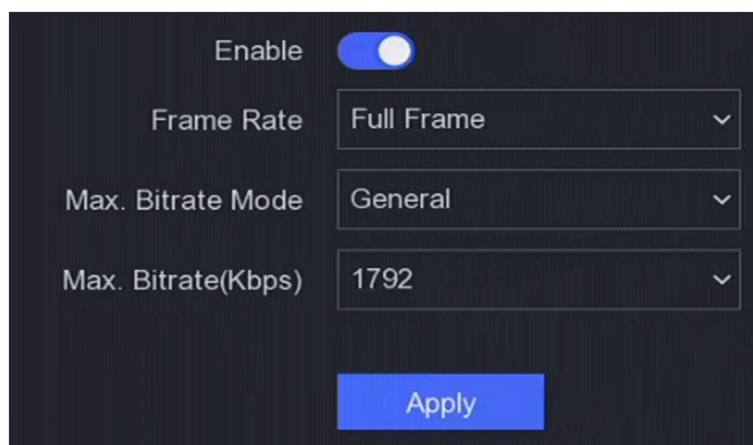 Enable
Frame Rate Full Frame
Max. Bitrate Mode General
Max. Bitrate(Kbps) 1792
Apply